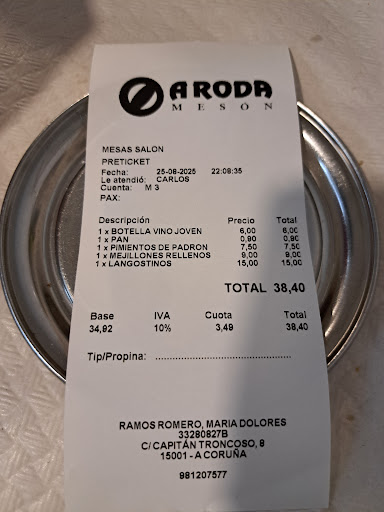 A RODA
MESÓN
MESAS SALON
PRETICKET
Fecha: 25-08-2025 22:08:35
Le atendió: CARLOS
Cuenta: M 3
PAX:
Descripción Precio Total
1 x BOTELLA VINO JOVEN 6,00 6,00
1 x PAN 0,90 0,90
1 x PIMIENTOS DE PADRON 7,50 7,50
1 x MEJILLONES RELLENOS 9,00 9,00
1 x LANGOSTINOS 15,00 15,00
TOTAL 38,40
Base IVA Cuota Total
34,92 10% 3,49 38,40
Tip/Propina: ..........................................
RAMOS ROMERO, MARIA DOLORES
33280827B
C/ CAPITÁN TRONCOSO, 8
15001 - A CORUÑA
981207577